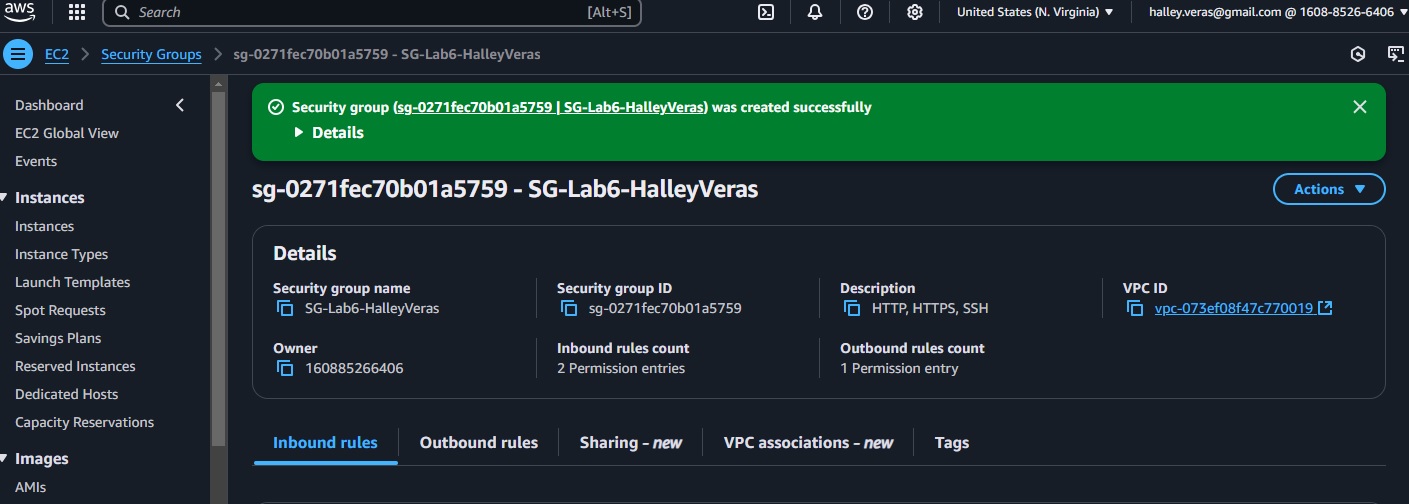 aws
Search [Alt+S] United States (N. Virginia) halley.veras@gmail.com @ 1608-8526-6406
EC2 Security Groups sg-0271fec70b01a5759 - SG-Lab6-HalleyVeras
Dashboard
EC2 Global View
Events
Instances
Instances
Instance Types
Launch Templates
Spot Requests
Savings Plans
Reserved Instances
Dedicated Hosts
Capacity Reservations
Images
AMIs
Security group (sg-0271fec70b01a5759 | SG-Lab6-HalleyVeras) was created successfully
Details
sg-0271fec70b01a5759 - SG-Lab6-HalleyVeras
Actions
Details
Security group name
SG-Lab6-HalleyVeras
Security group ID
sg-0271fec70b01a5759
Description
HTTP, HTTPS, SSH
VPC ID
vpc-073ef08f47c770019
Owner
160885266406
Inbound rules count
2 Permission entries
Outbound rules count
1 Permission entry
Inbound rules Outbound rules Sharing - new VPC associations - new Tags